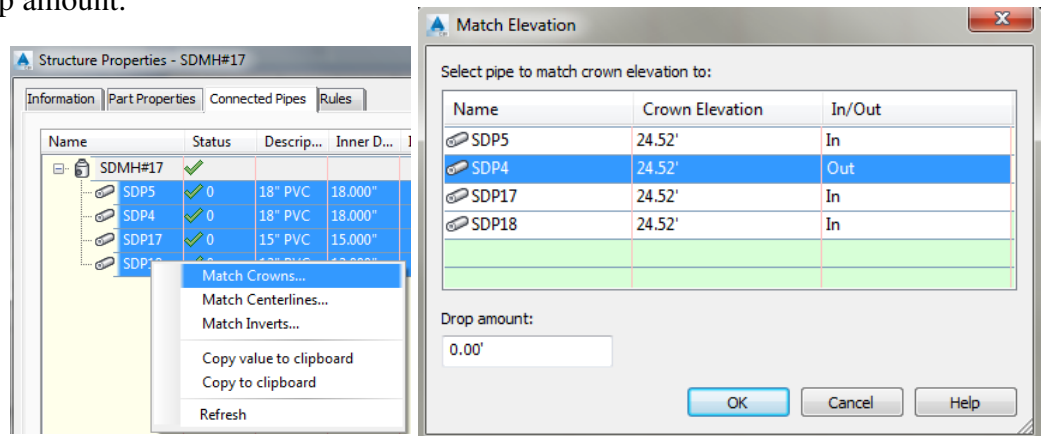 amount.
Structure Properties - SDMH#17
Information Part Properties Connected Pipes Rules
Name Status Descrip... Inner D...
SDMH#17
SDP5 0 18" PVC 18.000"
SDP4 0 18" PVC 18.000"
SDP17 0 15" PVC 15.000"
Match Crowns...
Match Centerlines...
Match Inverts...
Copy value to clipboard
Copy to clipboard
Refresh
Match Elevation
Select pipe to match crown elevation to:
Name Crown Elevation In/Out
SDP5 24.52' In
SDP4 24.52' Out
SDP17 24.52' In
SDP18 24.52' In
Drop amount:
0.00'
OK Cancel Help